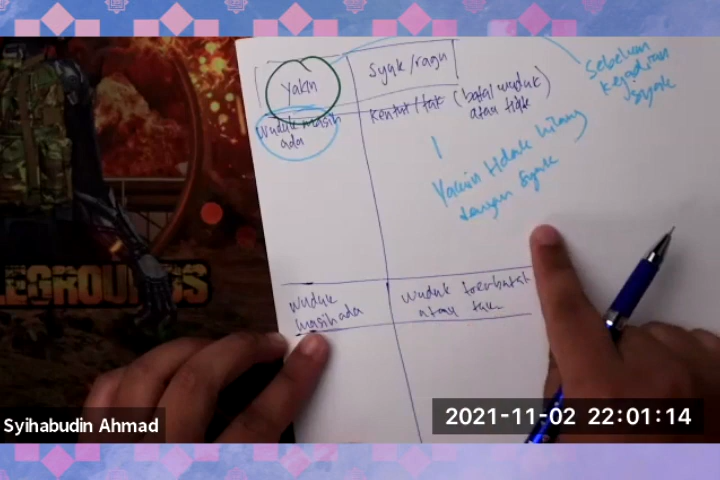 Yakin
Syak/ragu
Sebelum
kejadian
syak
wuduk masih
ada
Kentut/tak (batal wuduk
atau tidak)
Yakin tidak hilang
dengan syak
LEGROUNDS
wuduk
masih ada
wuduk terbatal
atau tak
Syihabudin Ahmad
2021-11-02 22:01:14